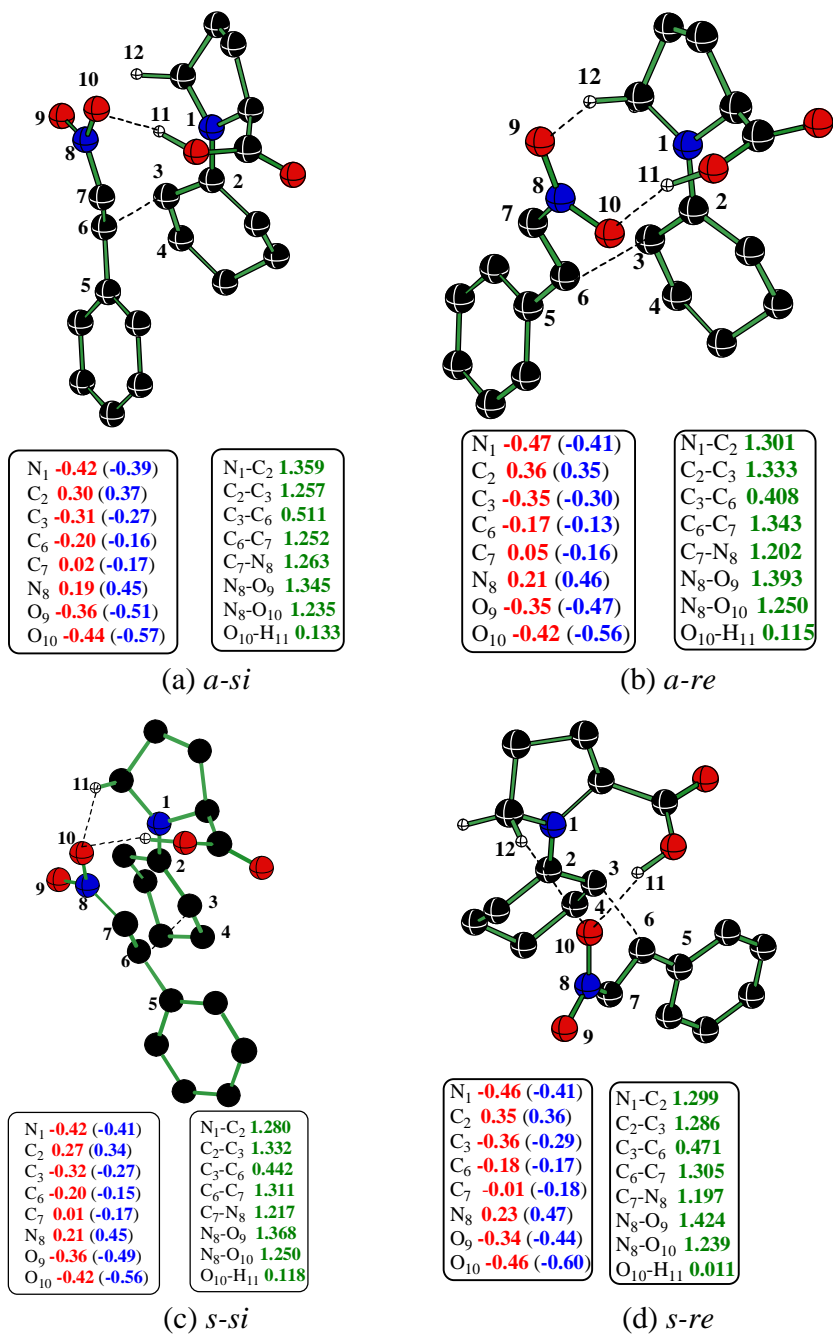 12
10
9
11
1
8
3
2
7
6
4
5
12
9
1
11
8
10
7
2
3
6
4
5
N1 -0.42 (-0.39)
C2 0.30 (0.37)
C3 -0.31 (-0.27)
C6 -0.20 (-0.16)
C7 0.02 (-0.17)
N8 0.19 (0.45)
O9 -0.36 (-0.51)
O10 -0.44 (-0.57)
N1-C2 1.359
C2-C3 1.257
C3-C6 0.511
C6-C7 1.252
C7-N8 1.263
N8-O9 1.345
N8-O10 1.235
O10-H11 0.133
N1 -0.47 (-0.41)
C2 0.36 (0.35)
C3 -0.35 (-0.30)
C6 -0.17 (-0.13)
C7 0.05 (-0.16)
N8 0.21 (0.46)
O9 -0.35 (-0.47)
O10 -0.42 (-0.56)
N1-C2 1.301
C2-C3 1.333
C3-C6 0.408
C6-C7 1.343
C7-N8 1.202
N8-O9 1.393
N8-O10 1.250
O10-H11 0.115
(a) a-si
(b) a-re
11
1
10
2
9
8
3
7
4
6
5
1
12
2
3
11
4
6
10
5
8
7
9
N1 -0.42 (-0.41)
C2 0.27 (0.34)
C3 -0.32 (-0.27)
C6 -0.20 (-0.15)
C7 0.01 (-0.17)
N8 0.21 (0.45)
O9 -0.36 (-0.49)
O10 -0.42 (-0.56)
N1-C2 1.280
C2-C3 1.332
C3-C6 0.442
C6-C7 1.311
C7-N8 1.217
N8-O9 1.368
N8-O10 1.250
O10-H11 0.118
N1 -0.46 (-0.41)
C2 0.35 (0.36)
C3 -0.36 (-0.29)
C6 -0.18 (-0.17)
C7 -0.01 (-0.18)
N8 0.23 (0.47)
O9 -0.34 (-0.44)
O10 -0.46 (-0.60)
N1-C2 1.299
C2-C3 1.286
C3-C6 0.471
C6-C7 1.305
C7-N8 1.197
N8-O9 1.424
N8-O10 1.239
O10-H11 0.011
(c) s-si
(d) s-re